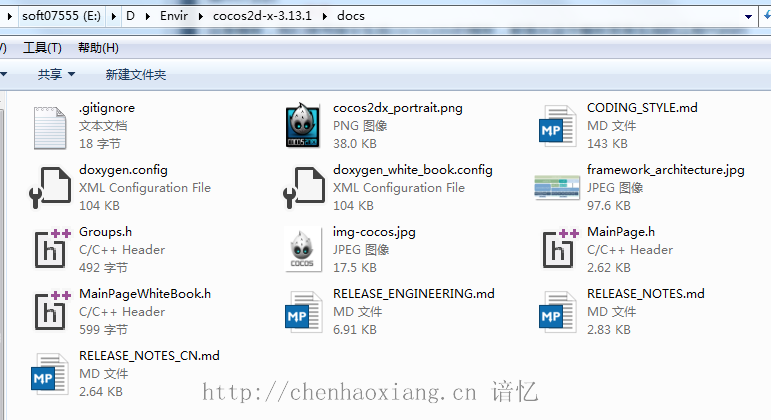 soft07555 (E:) ▸ D ▸ Envir ▸ cocos2d-x-3.13.1 ▸ docs
V) 工具(T) 帮助(H)
共享 新建文件夹
.gitignore
文本文档
18 字节
cocos2dx_portrait.png
PNG 图像
38.0 KB
CODING_STYLE.md
MD 文件
143 KB
doxygen.config
XML Configuration File
104 KB
doxygen_white_book.config
XML Configuration File
104 KB
framework_architecture.jpg
JPEG 图像
97.6 KB
Groups.h
C/C++ Header
492 字节
img-cocos.jpg
JPEG 图像
17.5 KB
MainPage.h
C/C++ Header
2.62 KB
MainPageWhiteBook.h
C/C++ Header
599 字节
RELEASE_ENGINEERING.md
MD 文件
6.91 KB
RELEASE_NOTES.md
MD 文件
2.83 KB
RELEASE_NOTES_CN.md
MD 文件
2.64 KB
http://chenhaoxiang.cn 谙忆